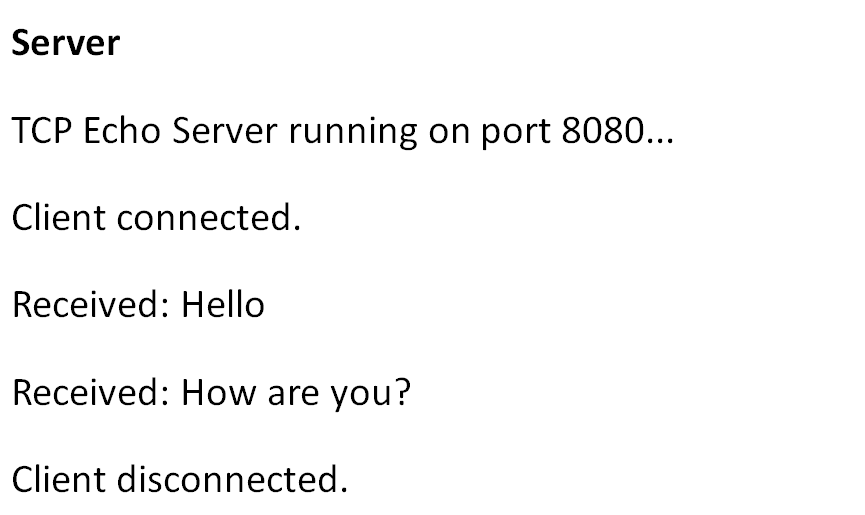 Server
TCP Echo Server running on port 8080...
Client connected.
Received: Hello
Received: How are you?
Client disconnected.